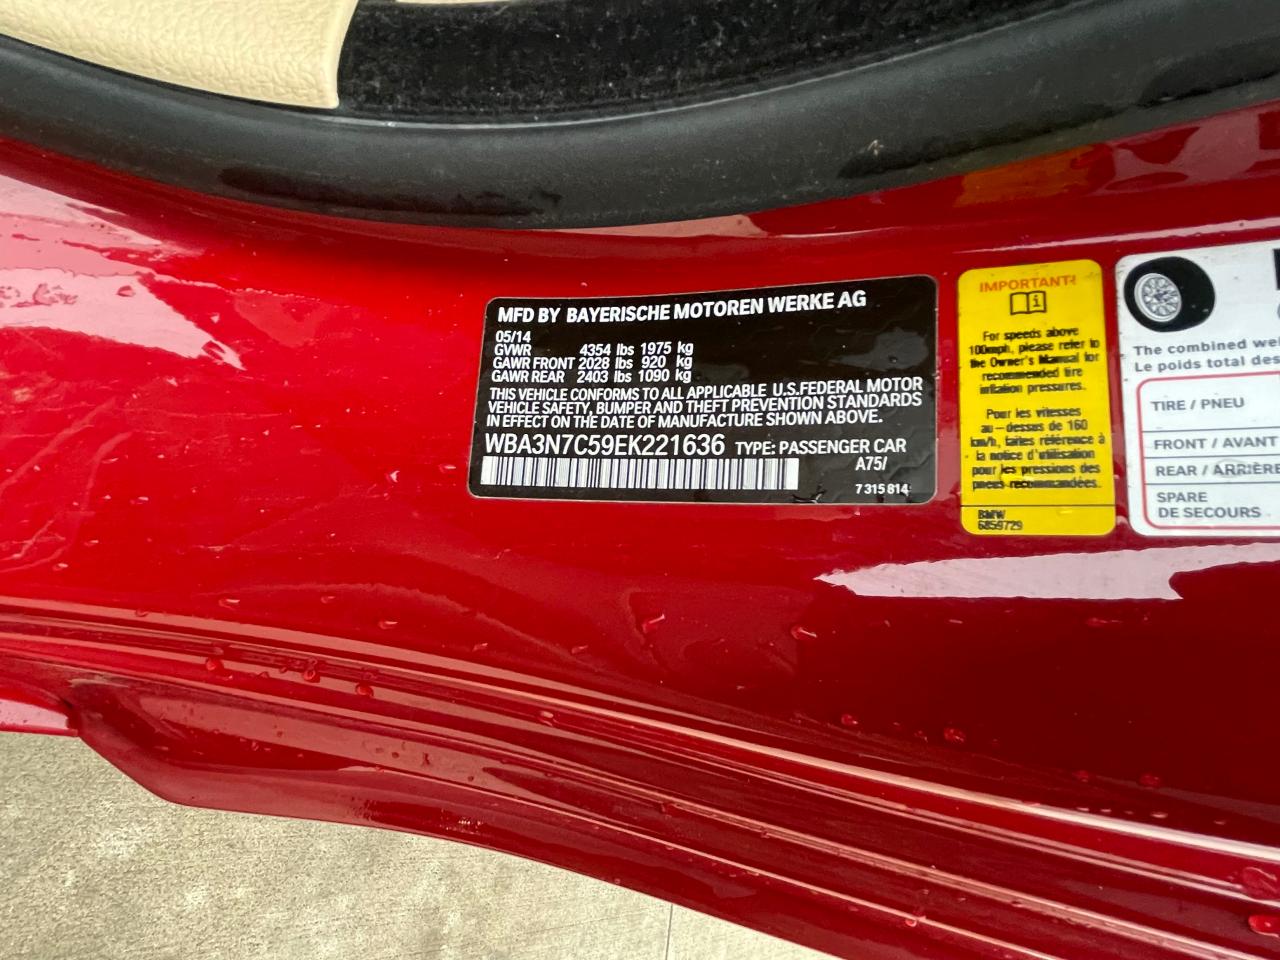 MFD BY BAYERISCHE MOTOREN WERKE AG
05/14
GVWR 4354 lbs 1975 kg
GAWR FRONT 2028 lbs 920 kg
GAWR REAR 2403 lbs 1090 kg
THIS VEHICLE CONFORMS TO ALL APPLICABLE U.S.FEDERAL MOTOR
VEHICLE SAFETY, BUMPER AND THEFT PREVENTION STANDARDS
IN EFFECT ON THE DATE OF MANUFACTURE SHOWN ABOVE.
WBA3N7C59EK221636 TYPE: PASSENGER CAR
A75/
7 315 814
IMPORTANT!
i
For speeds above
100mph, please refer to
the Owner's Manual for
recommended tire
inflation pressures.
Pour les vitesses
au-dessus de 160
km/h, faites référence à
la notice d'utilisation
pour les pressions des
pneus recommandées.
BMW
6859729
The combined wei
Le poids total des
TIRE / PNEU
FRONT / AVANT
REAR / ARRIÈRE
SPARE
DE SECOURS